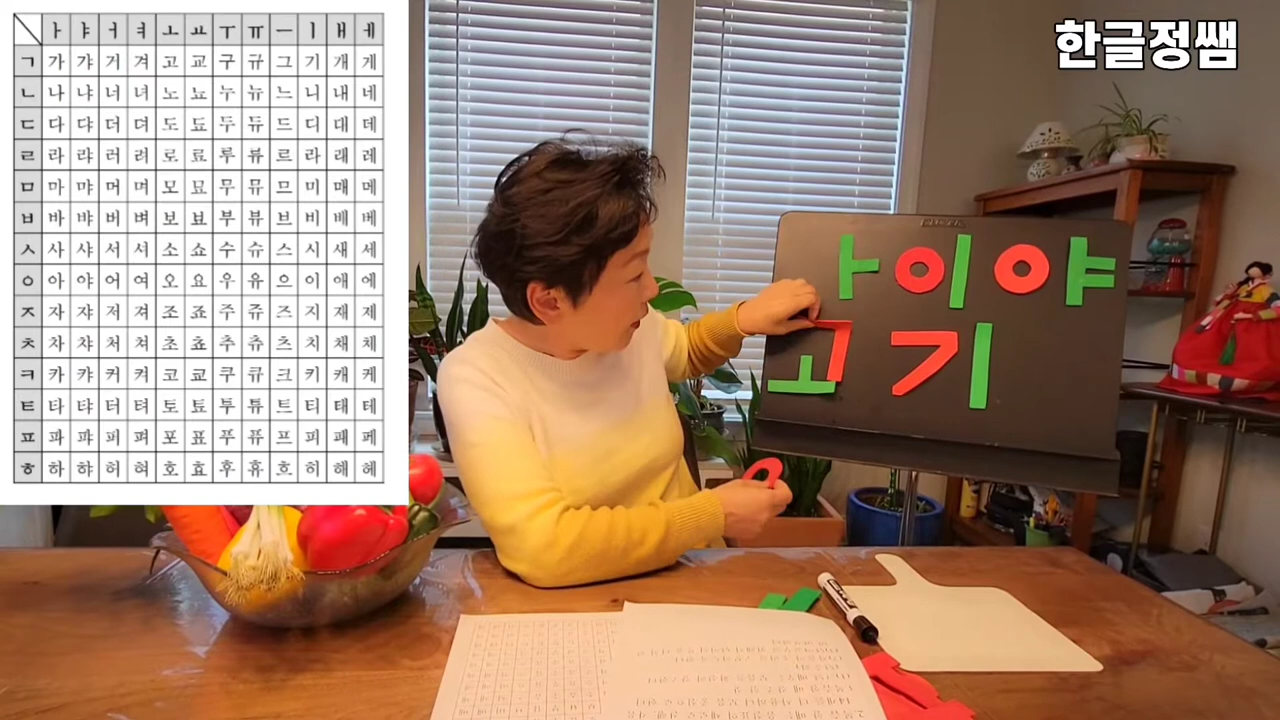 ㅏ ㅑ ㅓ ㅕ ㅗ ㅛ ㅜ ㅠ ㅡ ㅣ ㅐ ㅔ
ㄱ 가 갸 거 겨 고 교 구 규 그 기 개 게
ㄴ 나 냐 너 녀 노 뇨 누 뉴 느 니 내 네
ㄷ 다 댜 더 뎌 도 됴 두 듀 드 디 대 데
ㄹ 라 랴 러 려 로 료 루 류 르 라 래 레
ㅁ 마 먀 머 며 모 묘 무 뮤 므 미 매 메
ㅂ 바 뱌 버 벼 보 뵤 부 뷰 브 비 배 베
ㅅ 사 샤 서 셔 소 쇼 수 슈 스 시 새 세
ㅇ 아 야 어 여 오 요 우 유 으 이 애 에
ㅈ 자 쟈 저 져 조 죠 주 쥬 즈 지 재 제
ㅊ 차 챠 처 쳐 초 쵸 추 츄 츠 치 채 체
ㅋ 카 캬 커 켜 코 쿄 쿠 큐 크 키 캐 케
ㅌ 타 탸 터 텨 토 툐 투 튜 트 티 태 테
ㅍ 파 퍄 퍼 펴 포 표 푸 퓨 프 피 패 페
ㅎ 하 햐 허 혀 호 효 후 휴 흐 히 해 헤
한글정쌤
ㅏ이야
고기